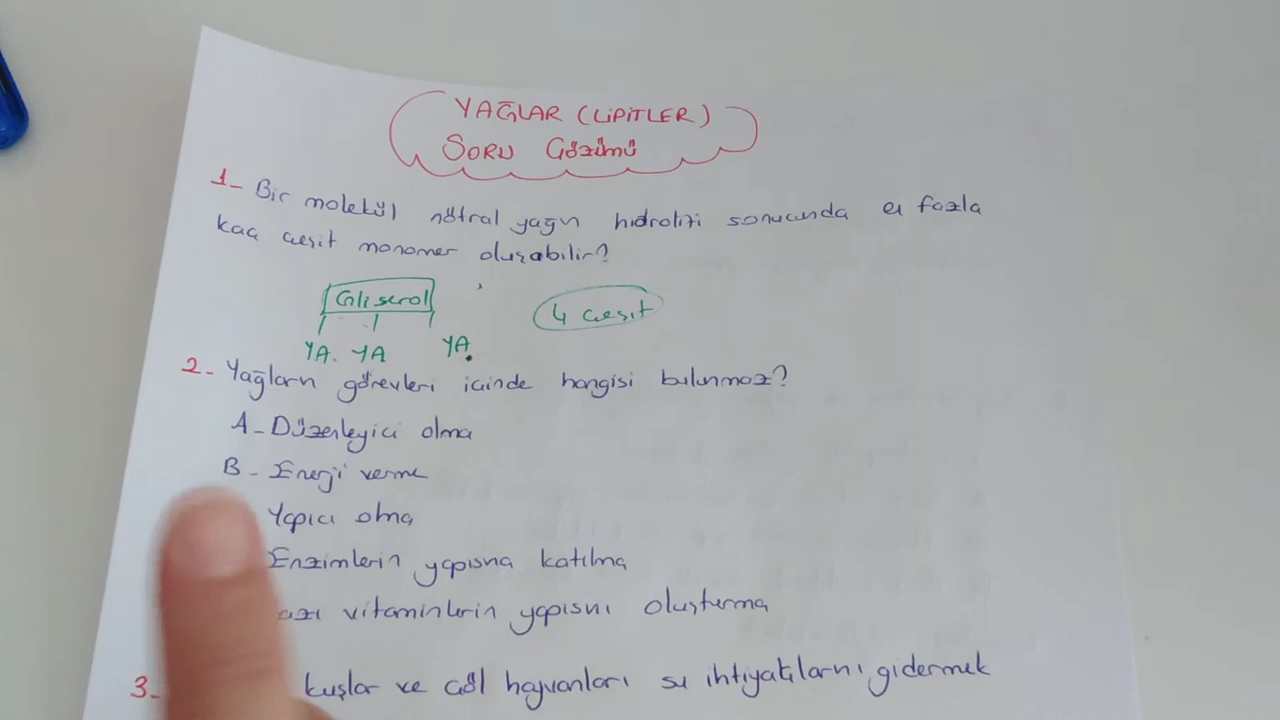 YAĞLAR (LİPİTLER)
SORU Çözümü
1- Bir molekül nötral yağın hidrolizi sonucunda en fazla
kaç çeşit monomer oluşabilir?
Gliserol
4 çeşit
YA. YA YA.
2- Yağların görevleri içinde hangisi bulunmaz?
A- Düzenleyici olma
B- Enerji verme
Yapıcı olma
Enzimlerin yapısına katılma
vitaminlerin yapısını oluşturma
3- kuşlar ve çöl hayvanları su ihtiyaçlarını gidermek